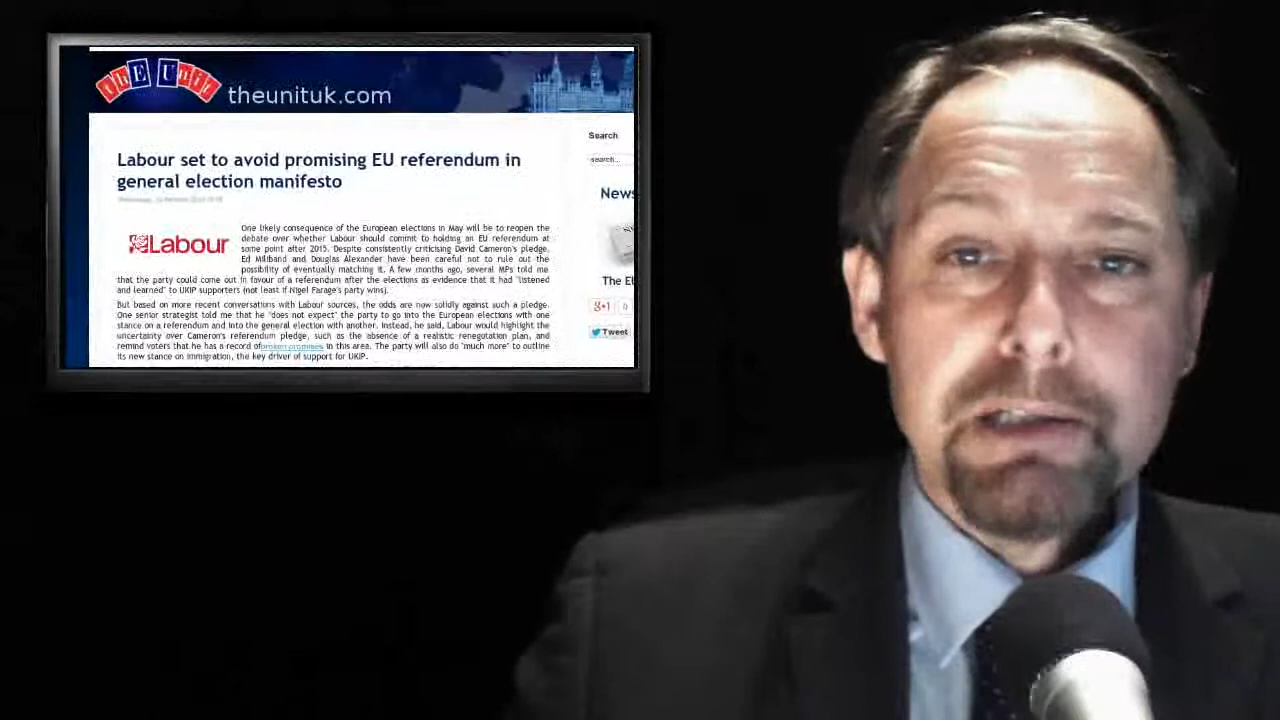 thE Unit
theunituk.com
Labour set to avoid promising EU referendum in
general election manifesto
Labour
One likely consequence of the European elections in May will be to reopen the
debate over whether Labour should commit to holding an EU referendum at
some point after 2015. Despite consistently criticising David Cameron's pledge,
Ed Miliband and Douglas Alexander have been careful not to rule out the
possibility of eventually matching it. A few months ago, several MPs told me
that the party could come out in favour of a referendum after the elections as evidence that it had "listened
and learned" to UKIP supporters (not least if Nigel Farage's party wins).
But based on more recent conversations with Labour sources, the odds are now solidly against such a pledge.
One senior strategist told me that he "does not expect" the party to go into the European elections with one
stance on a referendum and into the general election with another. Instead, he said, Labour would highlight the
uncertainty over Cameron's referendum pledge, such as the absence of a realistic renegotiation plan, and
remind voters that he has a record of broken promises in this area. The party will also do "much more" to outline
its new stance on immigration, the key driver of support for UKIP.
Search
search...
News
The EU
g+1 0
Tweet